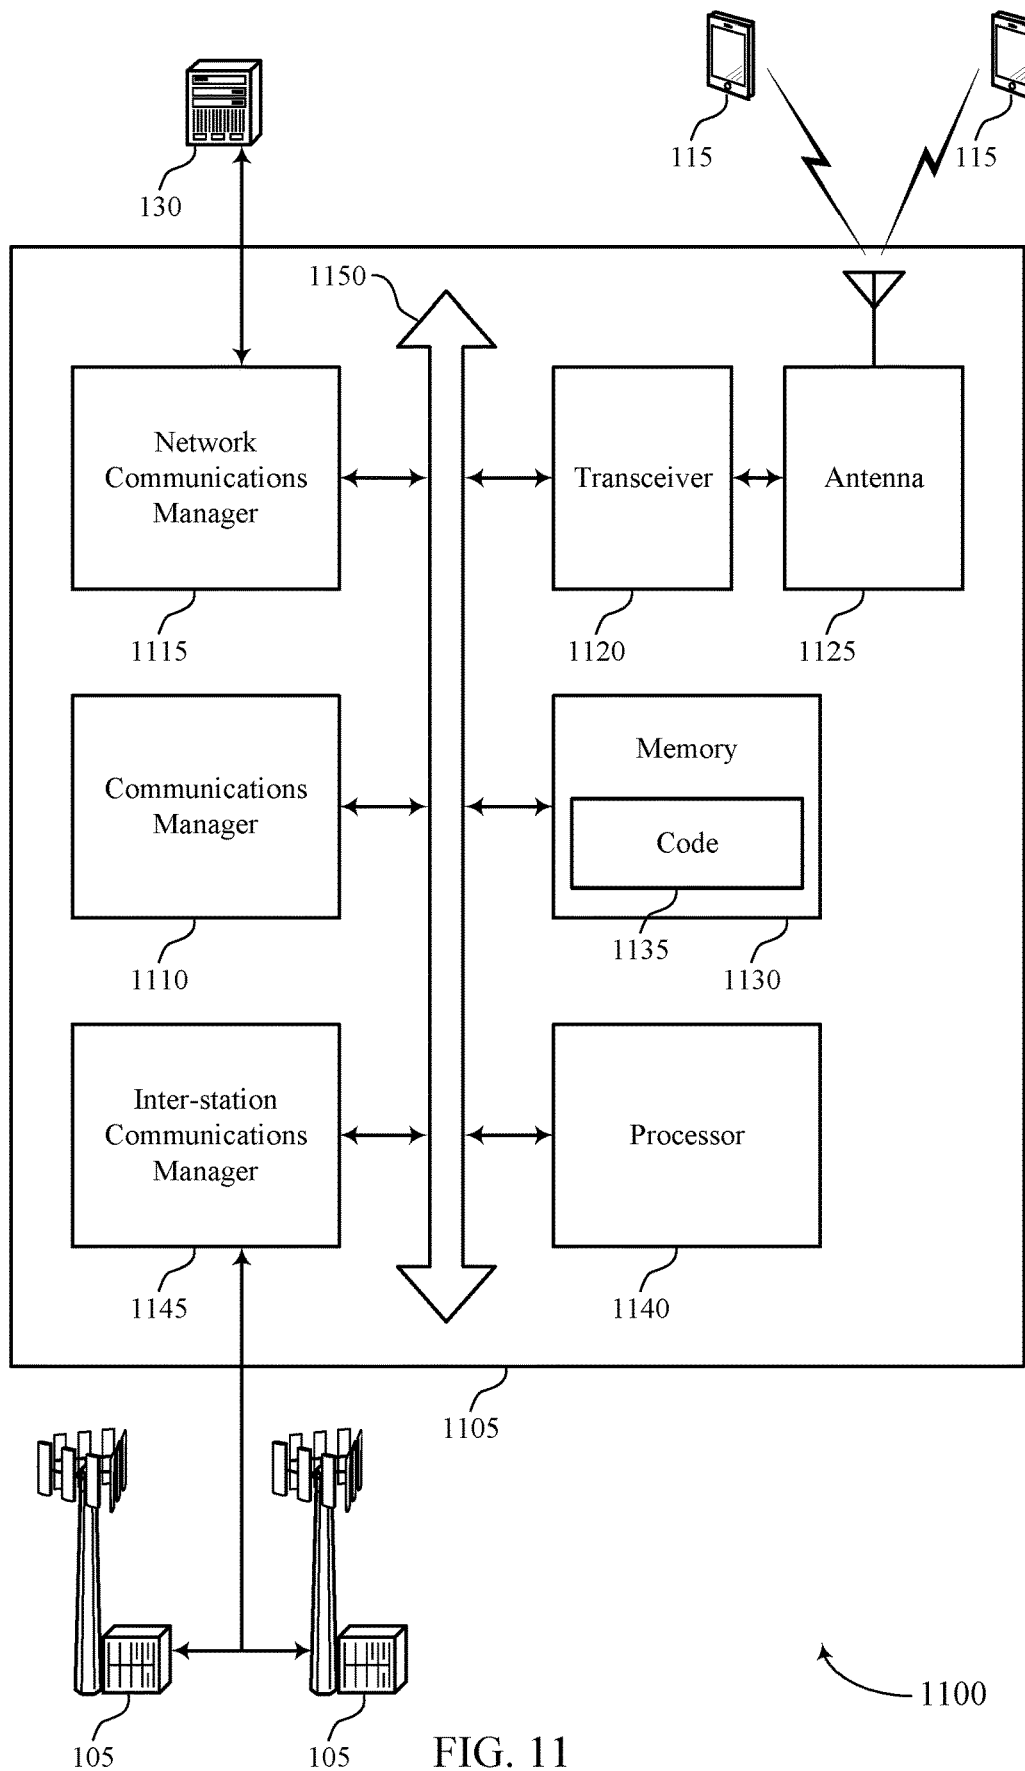 115
115
130
1150
Network
Communications
Manager
Transceiver
Antenna
1115
1120
1125
Communications
Manager
Memory
Code
1135
1110
1130
Inter-station
Communications
Manager
Processor
1145
1140
1105
1100
105
105
FIG. 11